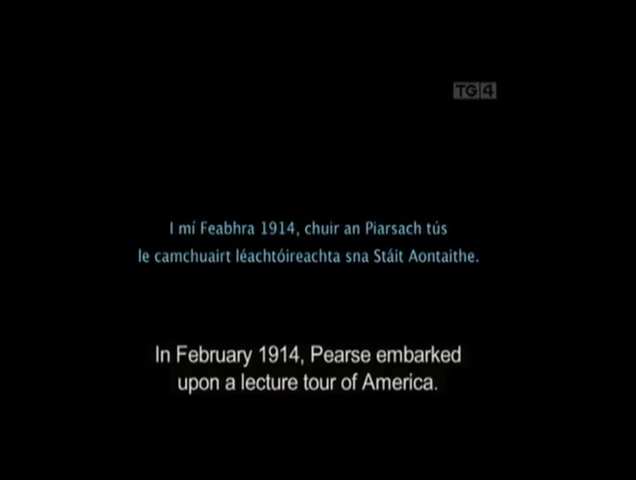 TG4
I mí Feabhra 1914, chuir an Piarsach tús
le camchuairt léachtóireachta sna Stáit Aontaithe.
In February 1914, Pearse embarked
upon a lecture tour of America.